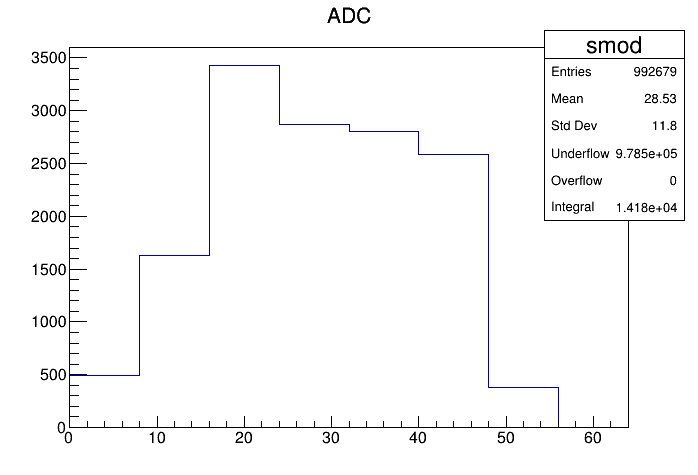 ADC
smod
Entries 992679
Mean 28.53
Std Dev 11.8
Underflow 9.785e+05
Overflow 0
Integral 1.418e+04
3500
3000
2500
2000
1500
1000
500
0
0 10 20 30 40 50 60